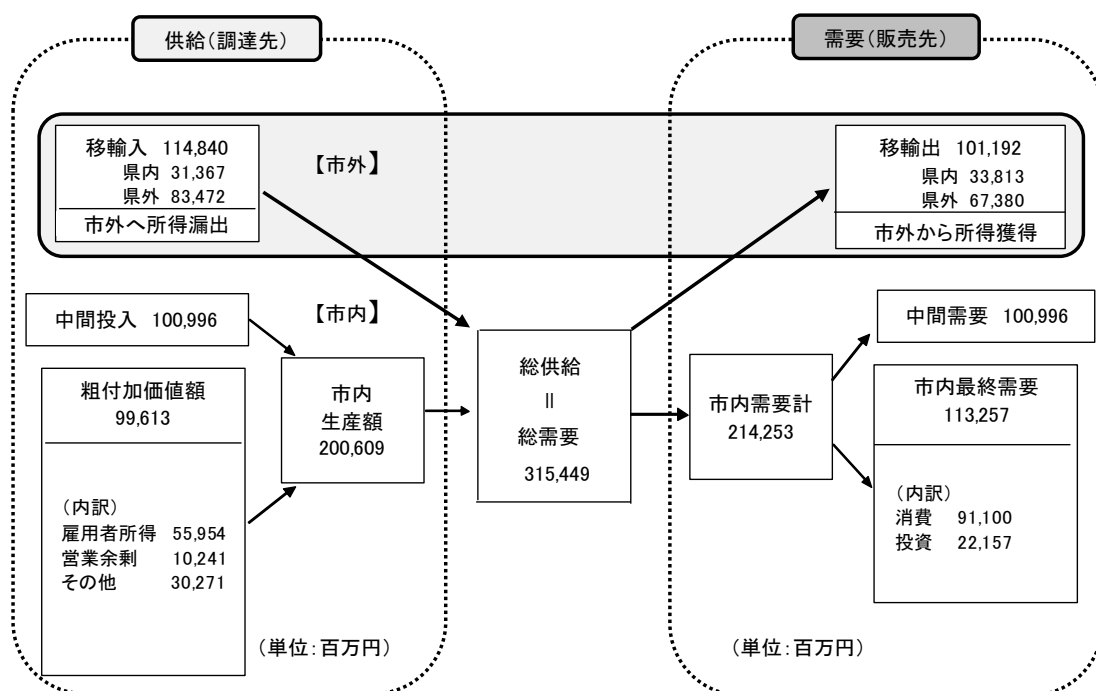 供給(調達先)
需要(販売先)
移輸入 114,840
県内 31,367
県外 83,472
市外へ所得漏出
【市外】
移輸出 101,192
県内 33,813
県外 67,380
市外から所得獲得
中間投入 100,996
【市内】
粗付加価値額
99,613
(内訳)
雇用者所得 55,954
営業余剰 10,241
その他 30,271
市内
生産額
200,609
総供給
||
総需要
315,449
市内需要計
214,253
中間需要 100,996
市内最終需要
113,257
(内訳)
消費 91,100
投資 22,157
(単位:百万円)
(単位:百万円)